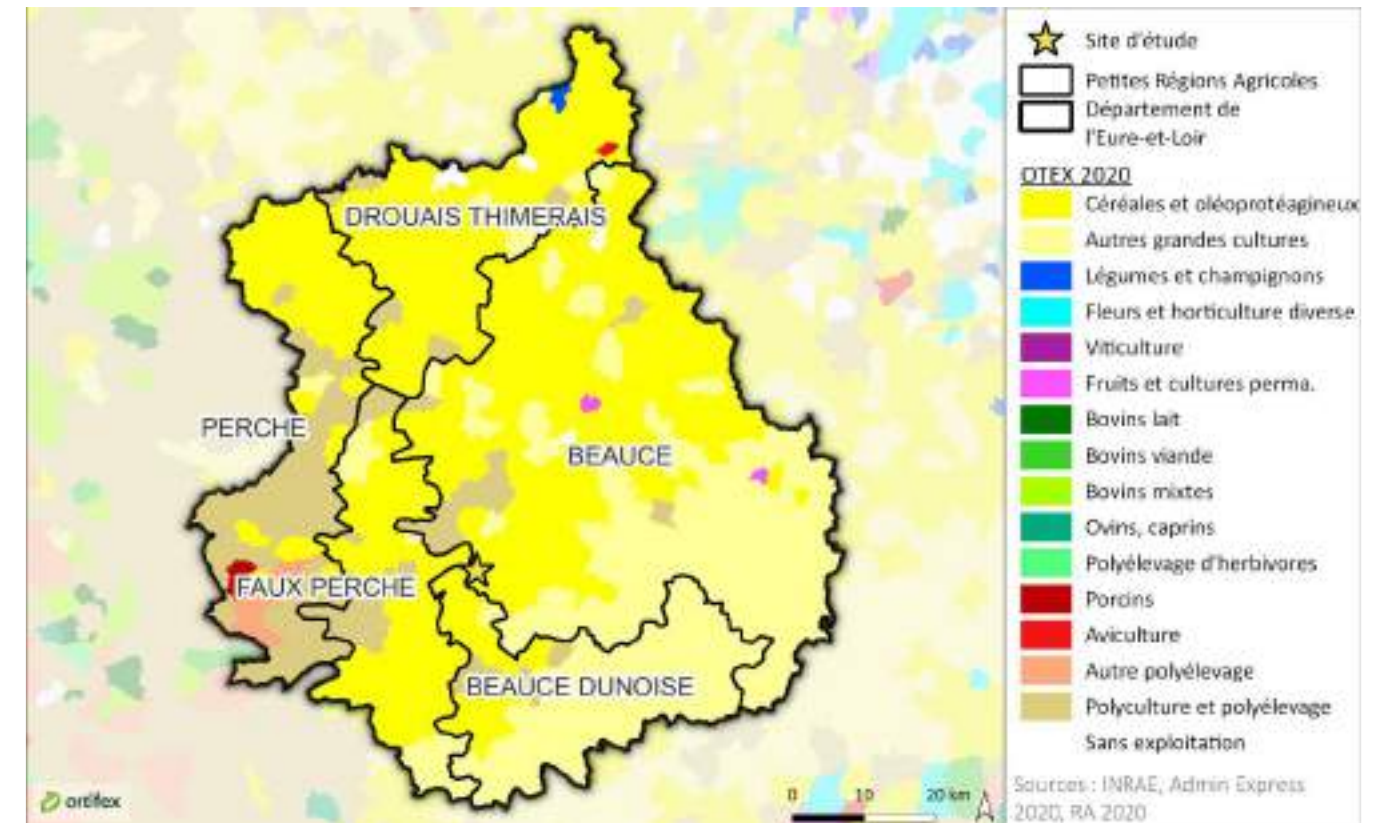 DROUAIS THIMERAIS
PERCHE
BEAUCE
FAUX PERCHE
BEAUCE DUNOISE
ortifex
0 10 20 km
Site d'étude
Petites Régions Agricoles
Département de
l'Eure-et-Loir
OTEX 2020
Céréales et oléoprotéagineux
Autres grandes cultures
Légumes et champignons
Fleurs et horticulture diverse
Viticulture
Fruits et cultures perma.
Bovins lait
Bovins viande
Bovins mixtes
Ovins, caprins
Polyélevage d'herbivores
Porcins
Aviculture
Autre polyélevage
Polyculture et polyélevage
Sans exploitation
Sources : INRAE, Admin Express
2020, RA 2020